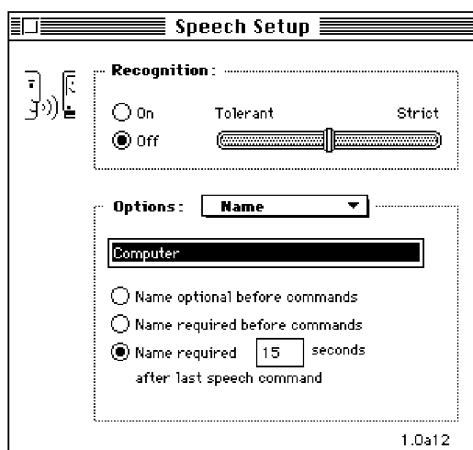 Speech Setup
Recognition:
On Tolerant Strict
Off
Options: Name
Computer
Name optional before commands
Name required before commands
Name required 15 seconds
after last speech command
1.0a12